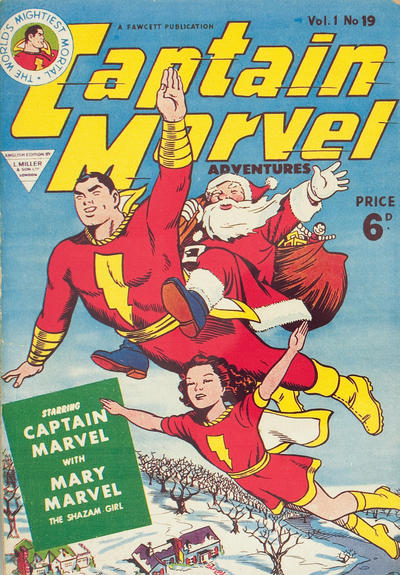 THE WORLD'S MIGHTIEST MORTAL
A FAWCETT PUBLICATION
Vol. 1 No 19
Captain
Marvel
ADVENTURES
ENGLISH EDITION BY
L. MILLER
& SON LTD
LONDON
PRICE
6D.
STARRING
CAPTAIN
MARVEL
WITH
MARY
MARVEL
THE SHAZAM GIRL